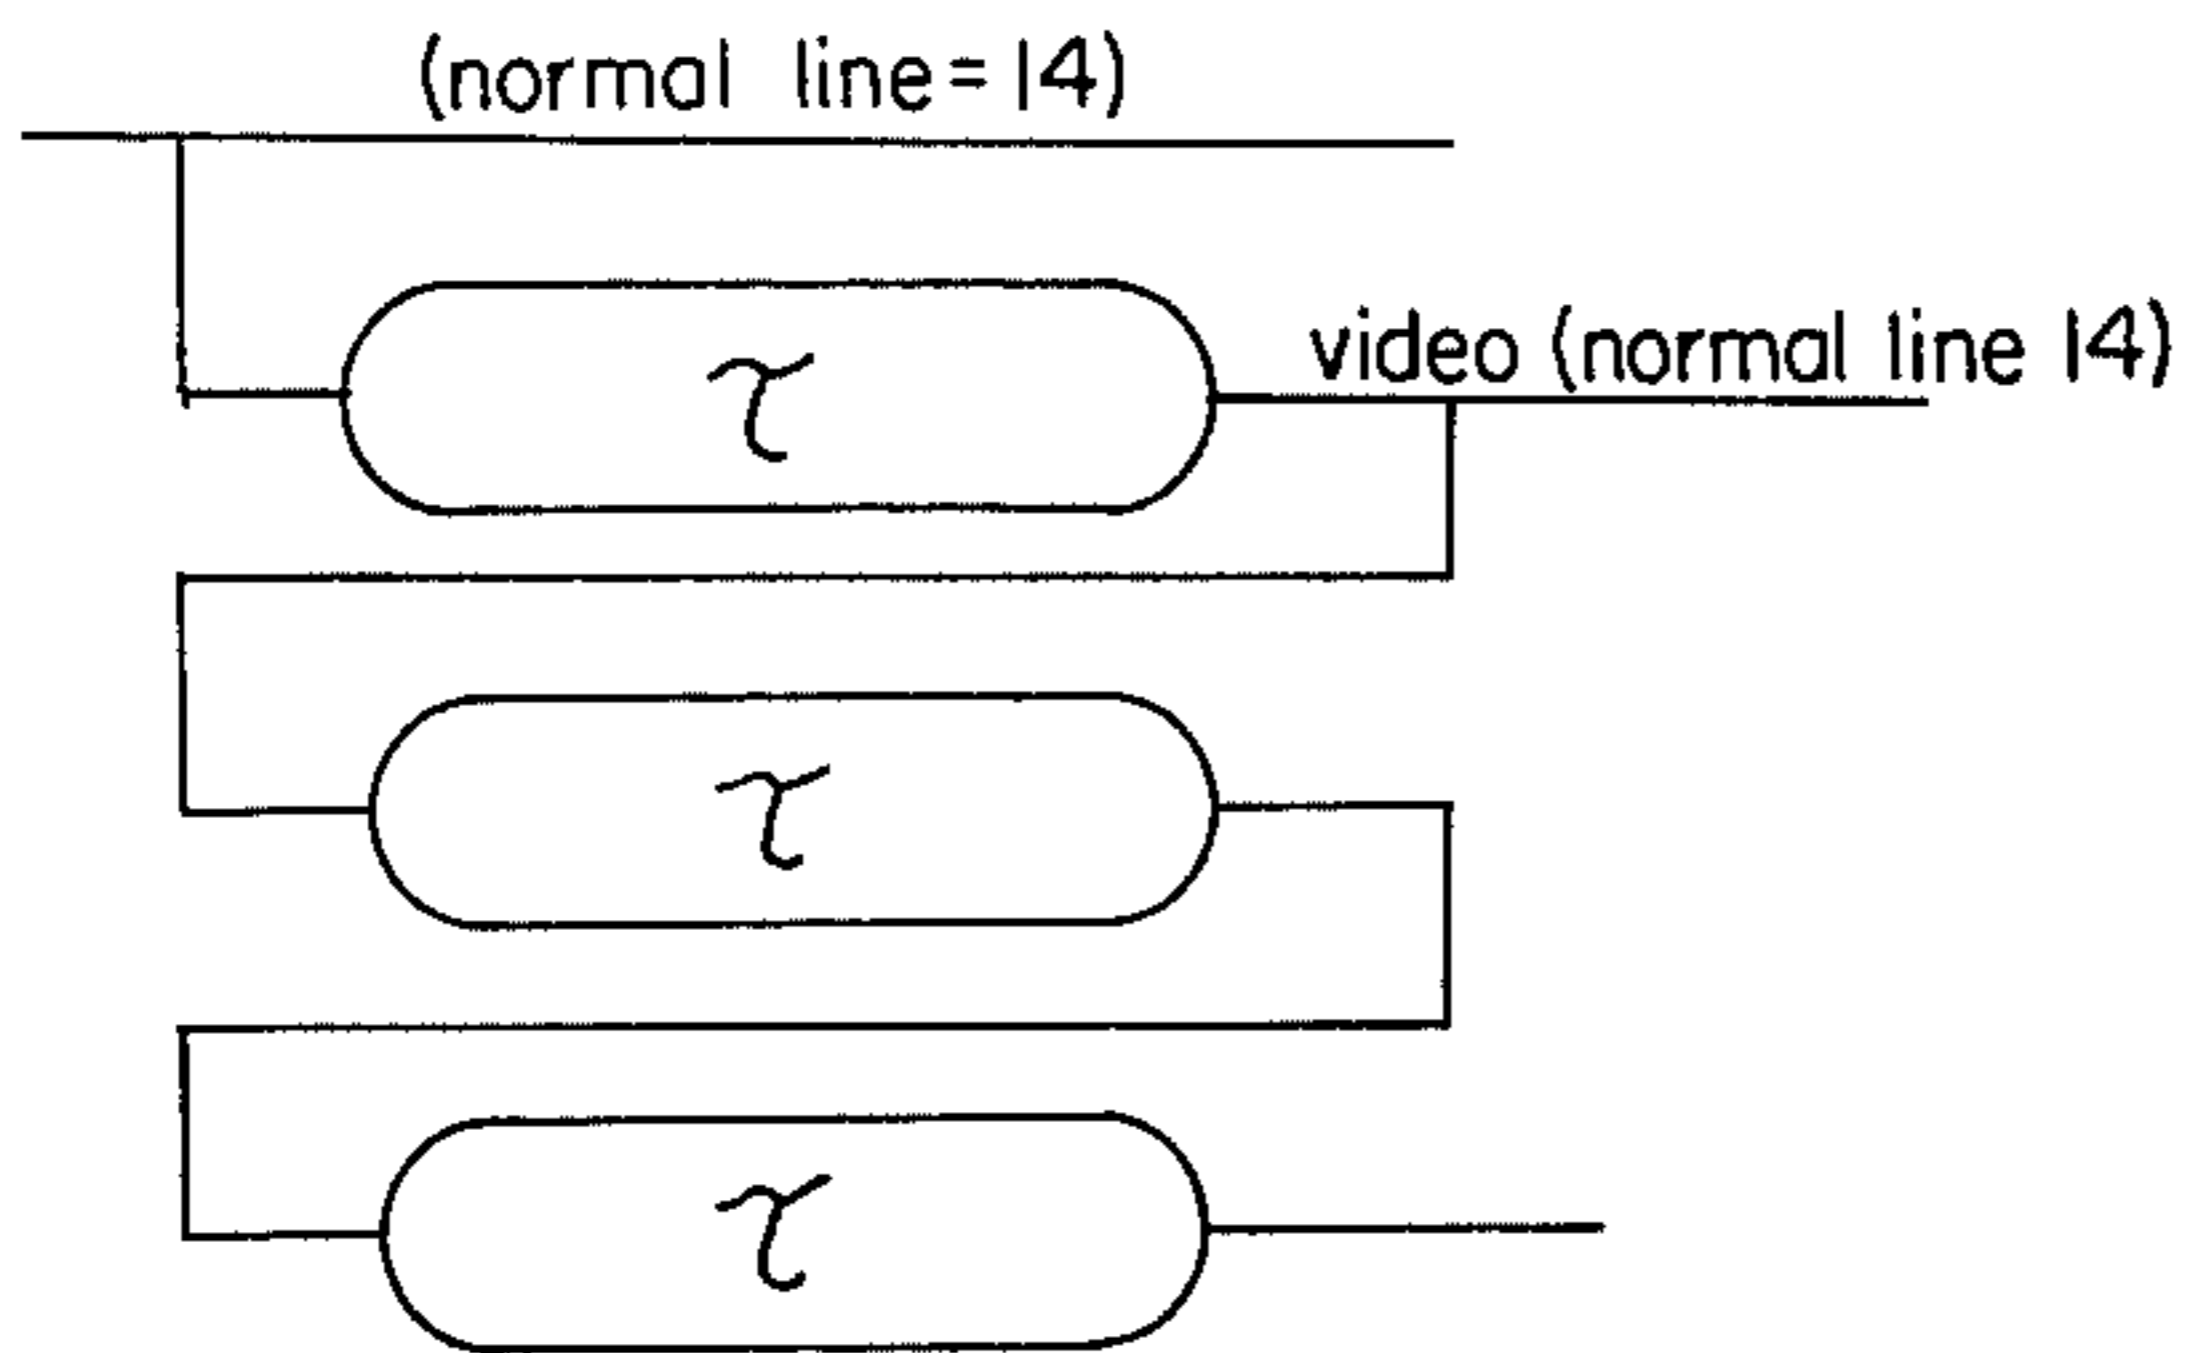 (normal line = 14)
video (normal line 14)
τ
τ
τ